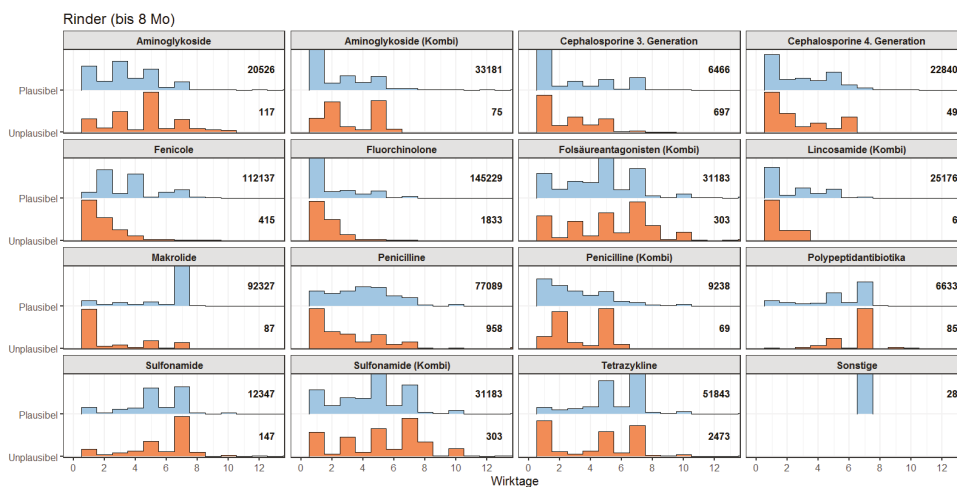 Rinder (bis 8 Mo)
Aminoglykoside Aminoglykoside (Kombi) Cephalosporine 3. Generation Cephalosporine 4. Generation
20526 33181 6466 22840
Plausibel
117 75 697 49
Unplausibel
Fenicole Fluorchinolone Folsäureantagonisten (Kombi) Lincosamide (Kombi)
112137 145229 31183 25176
Plausibel
415 1833 303 6
Unplausibel
Makrolide Penicilline Penicilline (Kombi) Polypeptidantibiotika
92327 77089 9238 6633
Plausibel
87 958 69 85
Unplausibel
Sulfonamide Sulfonamide (Kombi) Tetrazykline Sonstige
12347 31183 51843 28
Plausibel
147 303 2473
Unplausibel
0 2 4 6 8 10 12 0 2 4 6 8 10 12 0 2 4 6 8 10 12 0 2 4 6 8 10 12
Wirktage